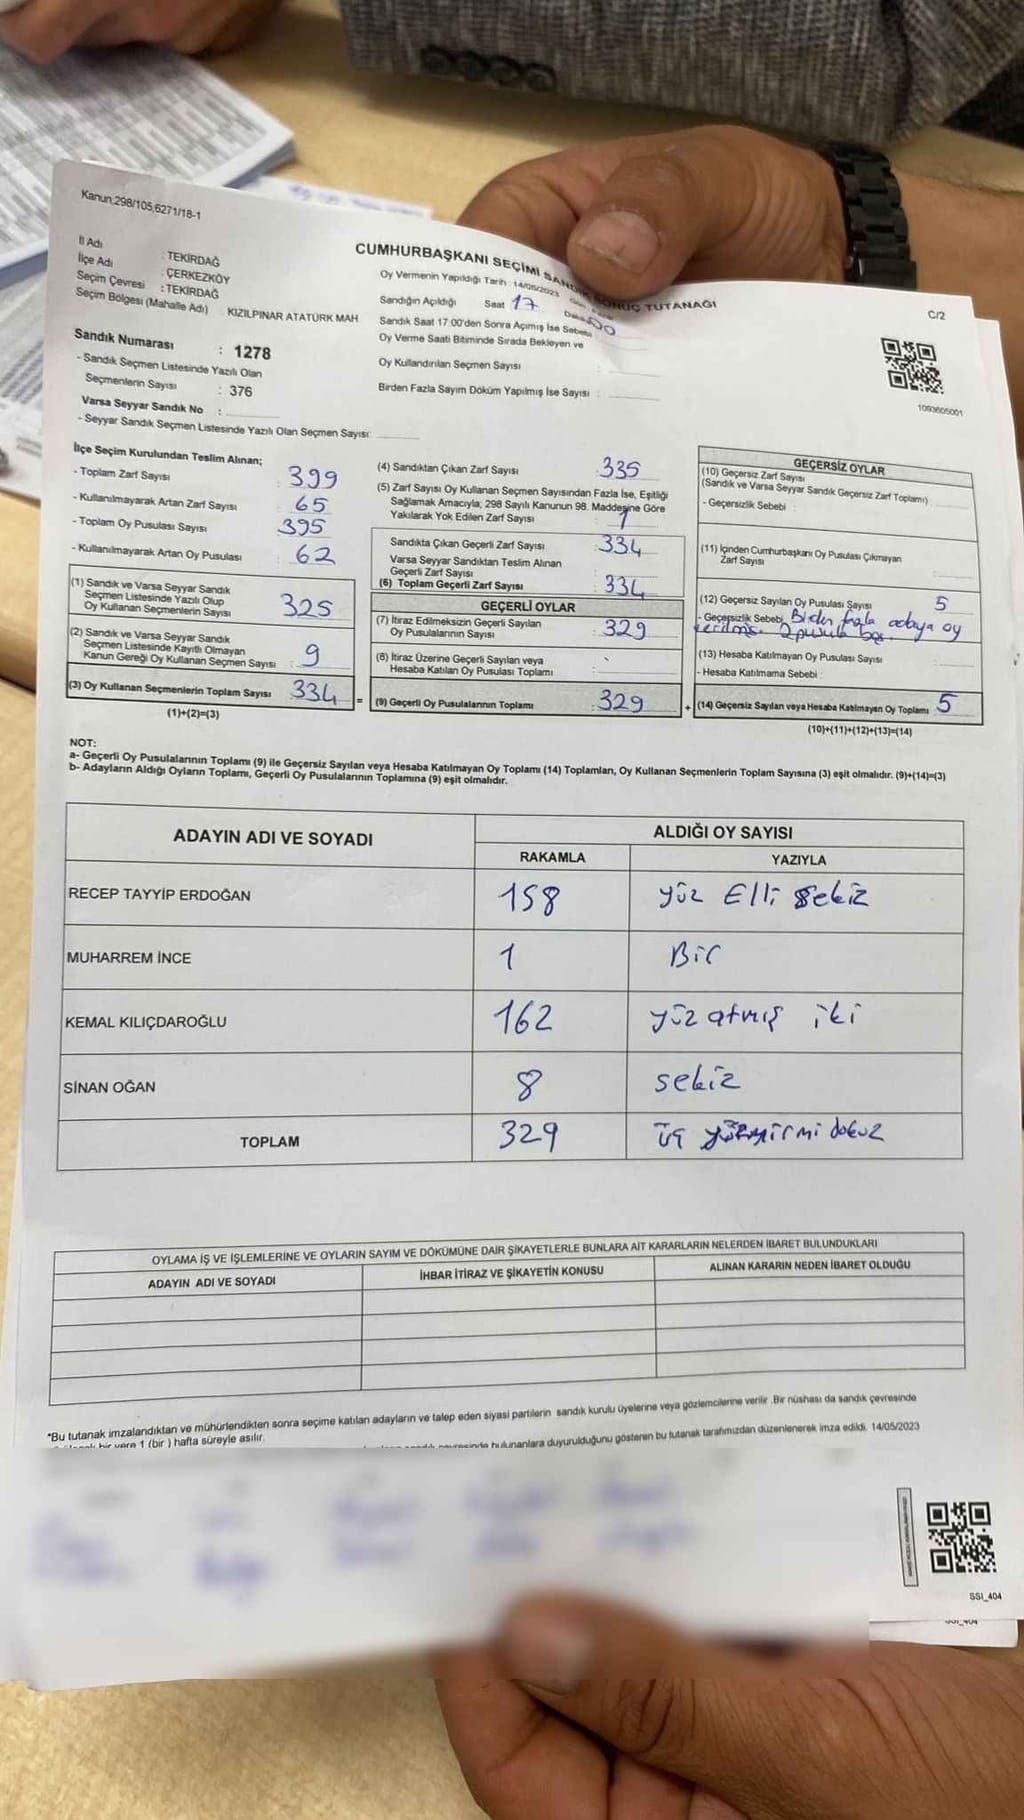 Kanun;298/105,6271/18-1
CUMHURBAŞKANI SEÇİMİ SANDIK SONUÇ TUTANAĞI
C/2
İl Adı : TEKİRDAĞ
İlçe Adı : ÇERKEZKÖY
Seçim Çevresi : TEKİRDAĞ
Seçim Bölgesi (Mahalle Adı) KIZILPINAR ATATÜRK MAH
Sandık Numarası : 1278
- Sandık Seçmen Listesinde Yazılı Olan
Seçmenlerin Sayısı : 376
Varsa Seyyar Sandık No :
- Seyyar Sandık Seçmen Listesinde Yazılı Olan Seçmen Sayısı:
Oy Vermenin Yapıldığı Tarih 14/05/2023
Sandığın Açıldığı Saat 17 Dakika 00
Sandık Saat 17:00'den Sonra Açımış İse Sebebi
Oy Verme Saati Bitiminde Sırada Bekleyen ve
Oy Kullandırılan Seçmen Sayısı :
Birden Fazla Sayım Döküm Yapılmış İse Sayısı :
1093605001
İlçe Seçim Kurulundan Teslim Alınan;
- Toplam Zarf Sayısı : 399
- Kullanılmayarak Artan Zarf Sayısı : 65
- Toplam Oy Pusulası Sayısı : 395
- Kullanılmayarak Artan Oy Pusulası : 62
(1) Sandık ve Varsa Seyyar Sandık
Seçmen Listesinde Yazılı Olup
Oy Kullanan Seçmenlerin Sayısı : 325
(2) Sandık ve Varsa Seyyar Sandık
Seçmen Listesinde Kayıtlı Olmayan
Kanun Gereği Oy Kullanan Seçmen Sayısı : 9
(3) Oy Kullanan Seçmenlerin Toplam Sayısı : 334 =
(1)+(2)=(3)
(4) Sandıktan Çıkan Zarf Sayısı : 335
(5) Zarf Sayısı Oy Kullanan Seçmen Sayısından Fazla İse, Eşitliği
Sağlamak Amacıyla; 298 Sayılı Kanunun 98. Maddesine Göre
Yakılarak Yok Edilen Zarf Sayısı : 1
Sandıkta Çıkan Geçerli Zarf Sayısı : 334
Varsa Seyyar Sandıktan Teslim Alınan
Geçerli Zarf Sayısı
(6) Toplam Geçerli Zarf Sayısı : 334
GEÇERLİ OYLAR
(7) İtiraz Edilmeksizin Geçerli Sayılan
Oy Pusulalarının Sayısı : 329
(8) İtiraz Üzerine Geçerli Sayılan veya
Hesaba Katılan Oy Pusulası Toplamı :
(9) Geçerli Oy Pusulalarının Toplamı : 329 +
GEÇERSİZ OYLAR
(10) Geçersiz Zarf Sayısı
(Sandık ve Varsa Seyyar Sandık Geçersiz Zarf Toplamı)
- Geçersizlik Sebebi :
(11) İçinden Cumhurbaşkanı Oy Pusulası Çıkmayan
Zarf Sayısı
(12) Geçersiz Sayılan Oy Pusulası Sayısı 5
- Geçersizlik Sebebi Birden fazla adaya oy
verilmiş. 2 pusula boş.
(13) Hesaba Katılmayan Oy Pusulası Sayısı
- Hesaba Katılmama Sebebi :
(14) Geçersiz Sayılan veya Hesaba Katılmayan Oy Toplamı 5
(10)+(11)+(12)+(13)=(14)
NOT:
a- Geçerli Oy Pusulalarının Toplamı (9) ile Geçersiz Sayılan veya Hesaba Katılmayan Oy Toplamı (14) Toplamları, Oy Kullanan Seçmenlerin Toplam Sayısına (3) eşit olmalıdır. (9)+(14)=(3)
b- Adayların Aldığı Oyların Toplamı, Geçerli Oy Pusulalarının Toplamına (9) eşit olmalıdır.
ADAYIN ADI VE SOYADI ALDIĞI OY SAYISI
RAKAMLA YAZIYLA
RECEP TAYYİP ERDOĞAN 158 yüz Elli sekiz
MUHARREM İNCE 1 Bir
KEMAL KILIÇDAROĞLU 162 yüz atmış iki
SİNAN OĞAN 8 sekiz
TOPLAM 329 üç yüzyirmi dokuz
OYLAMA İŞ VE İŞLEMLERİNE VE OYLARIN SAYIM VE DÖKÜMÜNE DAİR ŞİKAYETLERLE BUNLARA AİT KARARLARIN NELERDEN İBARET BULUNDUKLARI
ADAYIN ADI VE SOYADI İHBAR İTİRAZ VE ŞİKAYETİN KONUSU ALINAN KARARIN NEDEN İBARET OLDUĞU
*Bu tutanak imzalandıktan ve mühürlendikten sonra seçime katılan adayların ve talep eden siyasi partilerin sandık kurulu üyelerine veya gözlemcilerine verilir .Bir nüshası da sandık çevresinde
bir yere 1 (bir ) hafta süreyle asılır.
bulunanlara duyurulduğunu gösteren bu tutanak tarafımızdan düzenlenerek imza edildi. 14/05/2023
SSI_404
SSI_404